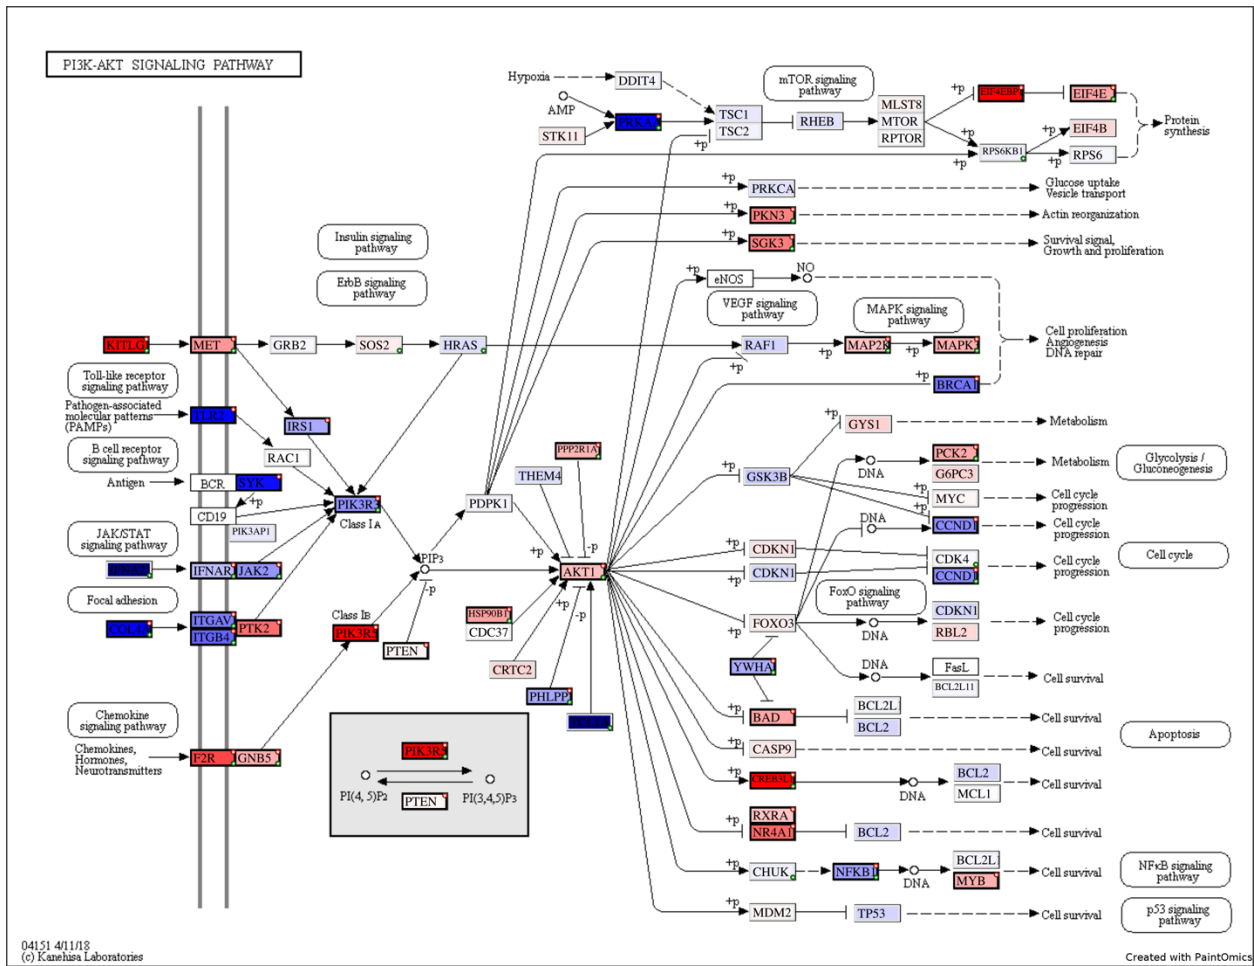 PI3K-AKT SIGNALING PATHWAY
Hypoxia
DDIT4
mTOR signaling
pathway
+p
EIF4EBP1
EIF4E
AMP
PRKA
TSC1
TSC2
RHEB
MLST8
MTOR
RPTOR
Protein
synthesis
STK11
+p
+p
EIF4B
RPS6KB1
+p
RPS6
+p
+p
PRKCA
Glucose uptake
Vesicle transport
+p
PKN3
Actin reorganization
Insulin signaling
pathway
+p
SGK3
Survival signal,
Growth and proliferation
ErbB signaling
pathway
+p
eNOS
NO
VEGF signaling
pathway
MAPK signaling
pathway
KITLG
MET
GRB2
SOS2
HRAS
RAF1
+p
MAP2K
+p
MAPK
Cell proliferation
Angiogenesis
DNA repair
+p
Toll-like receptor
signaling pathway
+p
BRCA1
Pathogen-associated
molecular patterns
(PAMPs)
TLR2
IRS1
+p
GYS1
Metabolism
B cell receptor
signaling pathway
RAC1
PPP2R1A
THEM4
GSK3B
DNA
PCK2
G6PC3
Metabolism
Glycolysis /
Gluconeogenesis
+p
Antigen
BCR
SYK
+p
PIK3R
Class IA
PDPK1
MYC
Cell cycle
progression
CD19
PIK3AP1
+p
DNA
CCND
Cell cycle
progression
JAK/STAT
signaling pathway
+p
CDKN1
CDK4
CCND
Cell cycle
progression
Cell cycle
IFNAR
JAK2
PIP3
+p
-p
AKT1
+p
CDKN1
Focal adhesion
-p
FoxO signaling
pathway
COL4A
ITGAV
ITGB4
PTK2
Class IB
PIK3R5
PTEN
HSP90B1
CDC37
+p
-p
+p
FOXO3
DNA
CDKN1
RBL2
Cell cycle
progression
CRTC2
YWHA
DNA
FasL
BCL2L11
Cell survival
PHLPP
Chemokine
signaling pathway
+p
BAD
BCL2L1
BCL2
Cell survival
Apoptosis
Chemokines,
Hormones,
Neurotransmitters
F2R
GNB5
PIK3R5
+p
CASP9
Cell survival
+p
CREB3L
DNA
BCL2
MCL1
Cell survival
PI(4, 5)P2
PTEN
PI(3,4,5)P3
+p
RXRA
NR4A1
BCL2
Cell survival
+p
CHUK
NFKB1
DNA
BCL2L1
MYB
Cell survival
NFκB signaling
pathway
+p
MDM2
TP53
Cell survival
p53 signaling
pathway
04151 4/11/18
(c) Kanehisa Laboratories
Created with PaintOmics